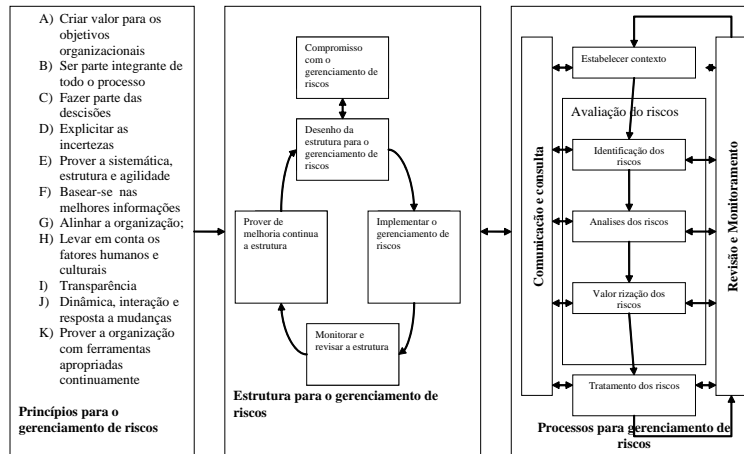 A) Criar valor para os
objetivos
organizacionais
B) Ser parte integrante de
todo o processo
C) Fazer parte das
descisões
D) Explicitar as
incertezas
E) Prover a sistemática,
estrutura e agilidade
F) Basear-se nas
melhores informações
G) Alinhar a organização;
H) Levar em conta os
fatores humanos e
culturais
I) Transparência
J) Dinâmica, interação e
resposta a mudanças
K) Prover a organização
com ferramentas
apropriadas
continuamente
Princípios para o
gerenciamento de riscos
Compromisso
com o
gerenciamento de
riscos
Desenho da
estrutura para o
gerenciamento de
riscos
Prover de
melhoria continua
a estrutura
Implementar o
gerenciamento de
riscos
Monitorar e
revisar a estrutura
Estrutura para o gerenciamento de
riscos
Comunicação e consulta
Estabelecer contexto
Avaliação do riscos
Identificação dos
riscos
Analises dos riscos
Valor rização dos
riscos
Tratamento dos riscos
Revisão e Monitoramento
Processos para gerenciamento de
riscos